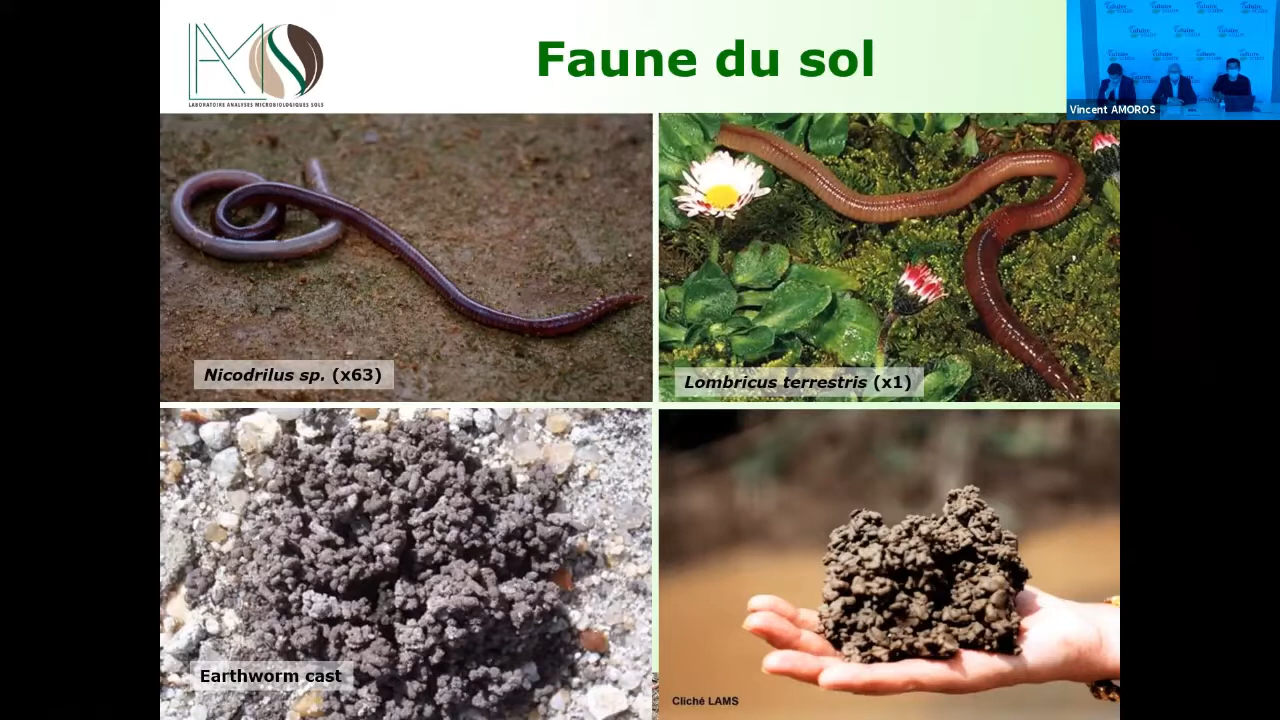 LAMS
LABORATOIRE ANALYSES MICROBIOLOGIQUES SOLS
Faune du sol
Vincent AMOROS
Nicodrilus sp. (x63)
Lombricus terrestris (x1)
Earthworm cast
Cliché LAMS